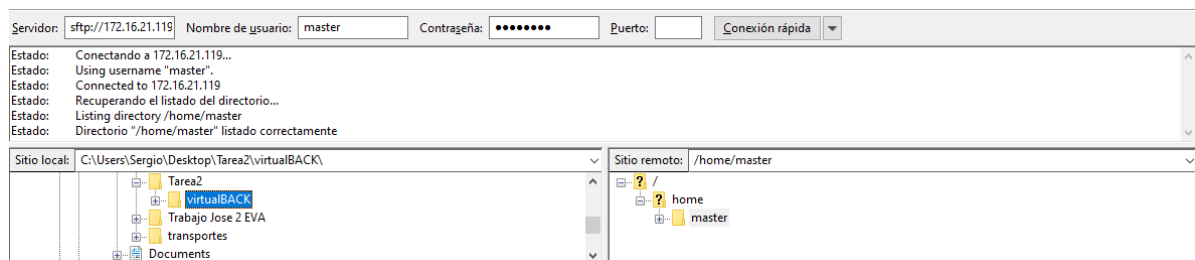 Servidor: sftp://172.16.21.119 Nombre de usuario: master Contraseña: ●●●●●●●● Puerto: Conexión rápida
Estado: Conectando a 172.16.21.119...
Estado: Using username "master".
Estado: Connected to 172.16.21.119
Estado: Recuperando el listado del directorio...
Estado: Listing directory /home/master
Estado: Directorio "/home/master" listado correctamente
Sitio local: C:\Users\Sergio\Desktop\Tarea2\virtualBACK\
Tarea2
virtualBACK
Trabajo Jose 2 EVA
transportes
Documents
Sitio remoto: /home/master
? /
? home
master